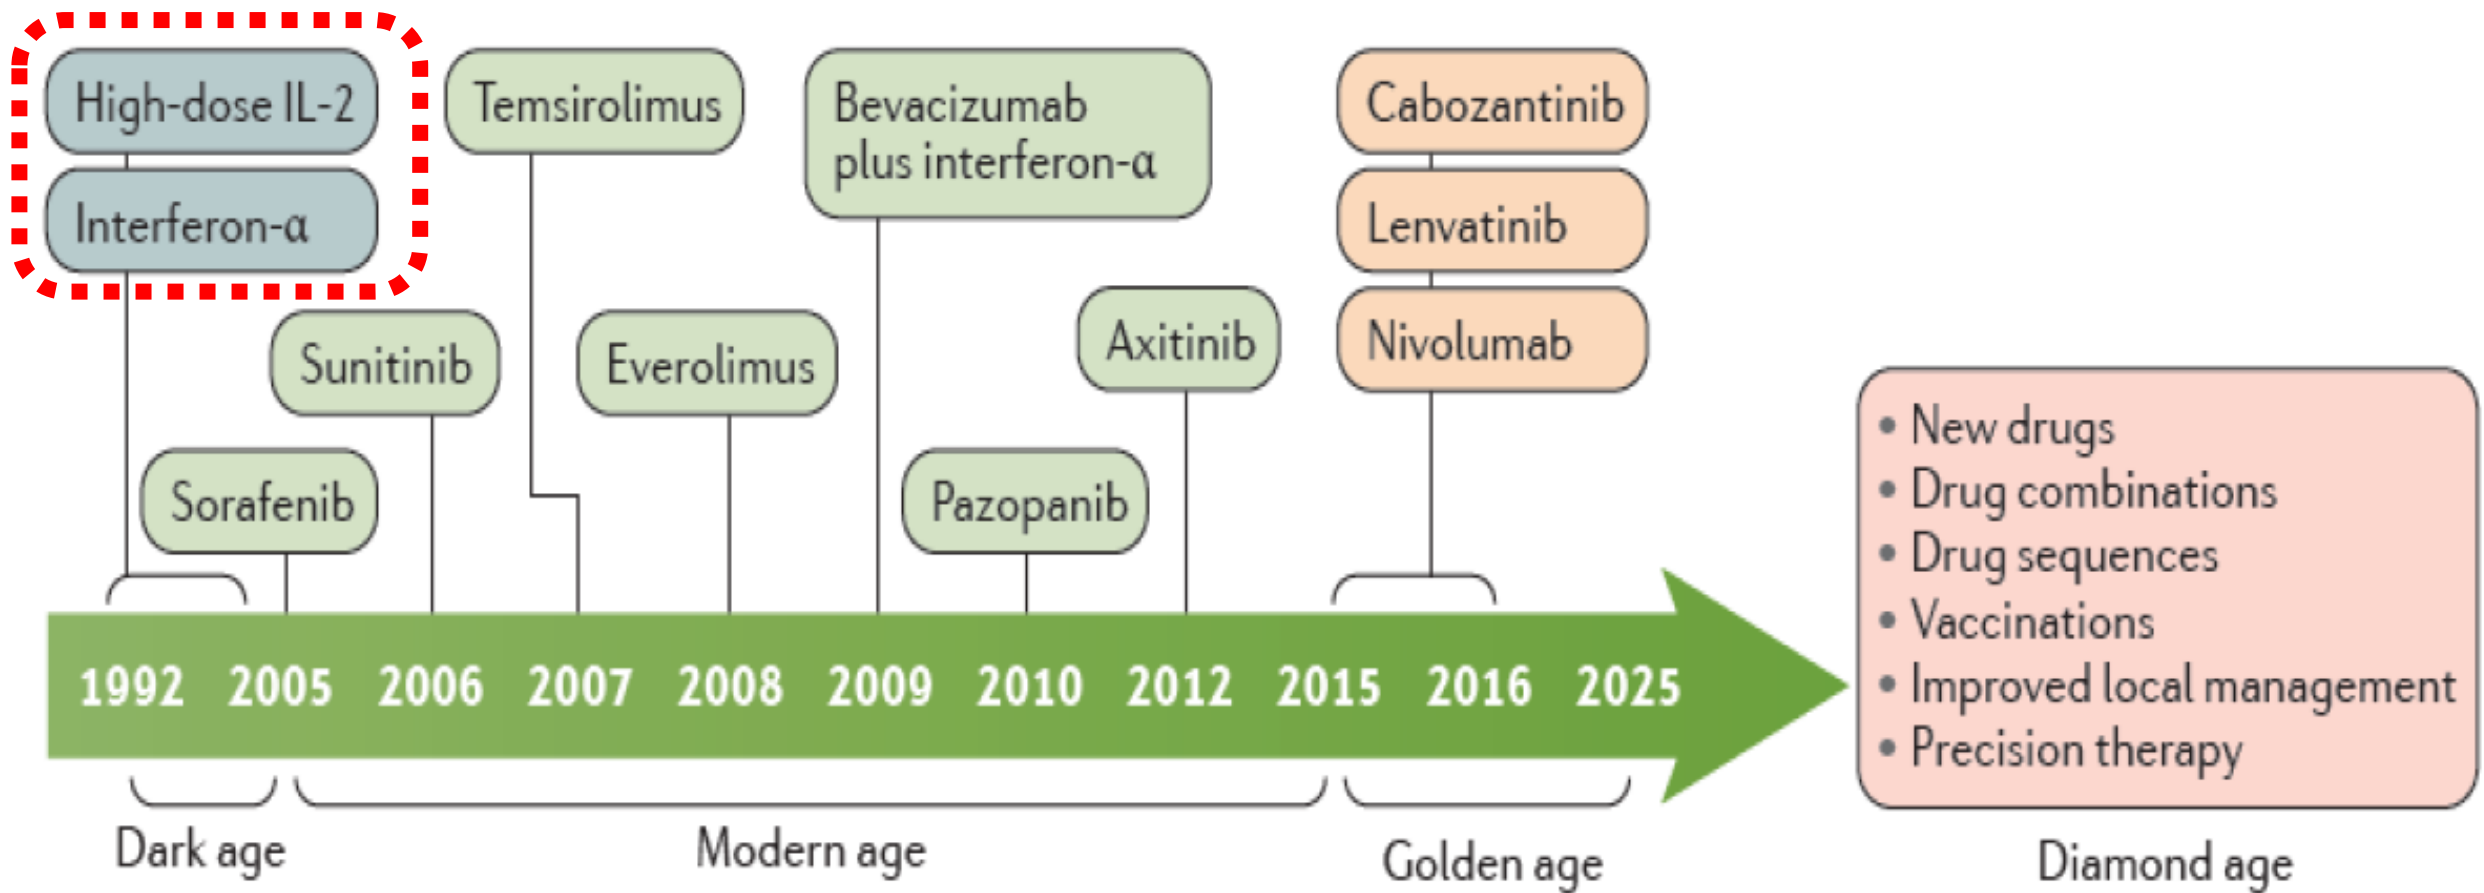 High-dose IL-2
Interferon-α
Temsirolimus
Bevacizumab
plus interferon-α
Cabozantinib
Lenvatinib
Nivolumab
Sunitinib
Everolimus
Axitinib
Sorafenib
Pazopanib
1992 2005 2006 2007 2008 2009 2010 2012 2015 2016 2025
Dark age
Modern age
Golden age
• New drugs
• Drug combinations
• Drug sequences
• Vaccinations
• Improved local management
• Precision therapy
Diamond age